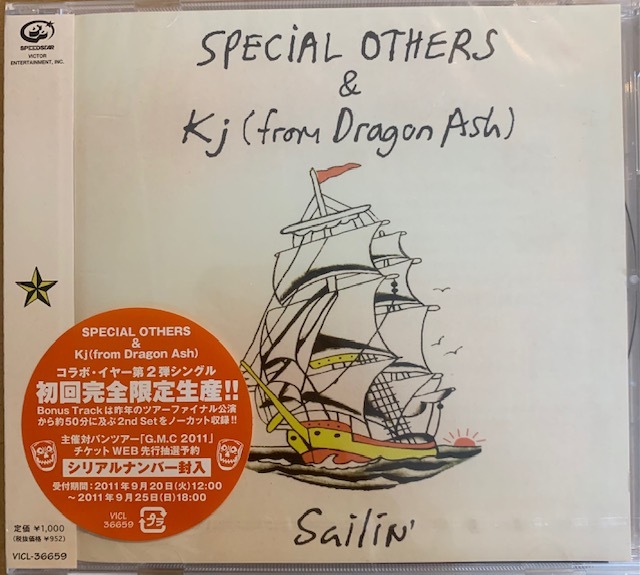 SPEEDSTAR
VICTOR
ENTERTAINMENT, INC.
SPECIAL OTHERS
&
Kj (from Dragon Ash)
SPECIAL OTHERS
&
Kj(from Dragon Ash)
コラボ・イヤー第2弾シングル
初回完全限定生産!!
Bonus Trackは昨年のツアーファイナル公演
から約50分に及ぶ2nd Setをノーカット収録!!
主催対バンツアー「G.M.C 2011」
チケットWEB先行抽選予約
シリアルナンバー封入
受付期間:2011年9月20日(火)12:00
～2011年9月25日(日)18:00
VICL
36659
プラ
Sailin'
定価 ¥1,000
(税抜価格 ¥952)
VICL-36659